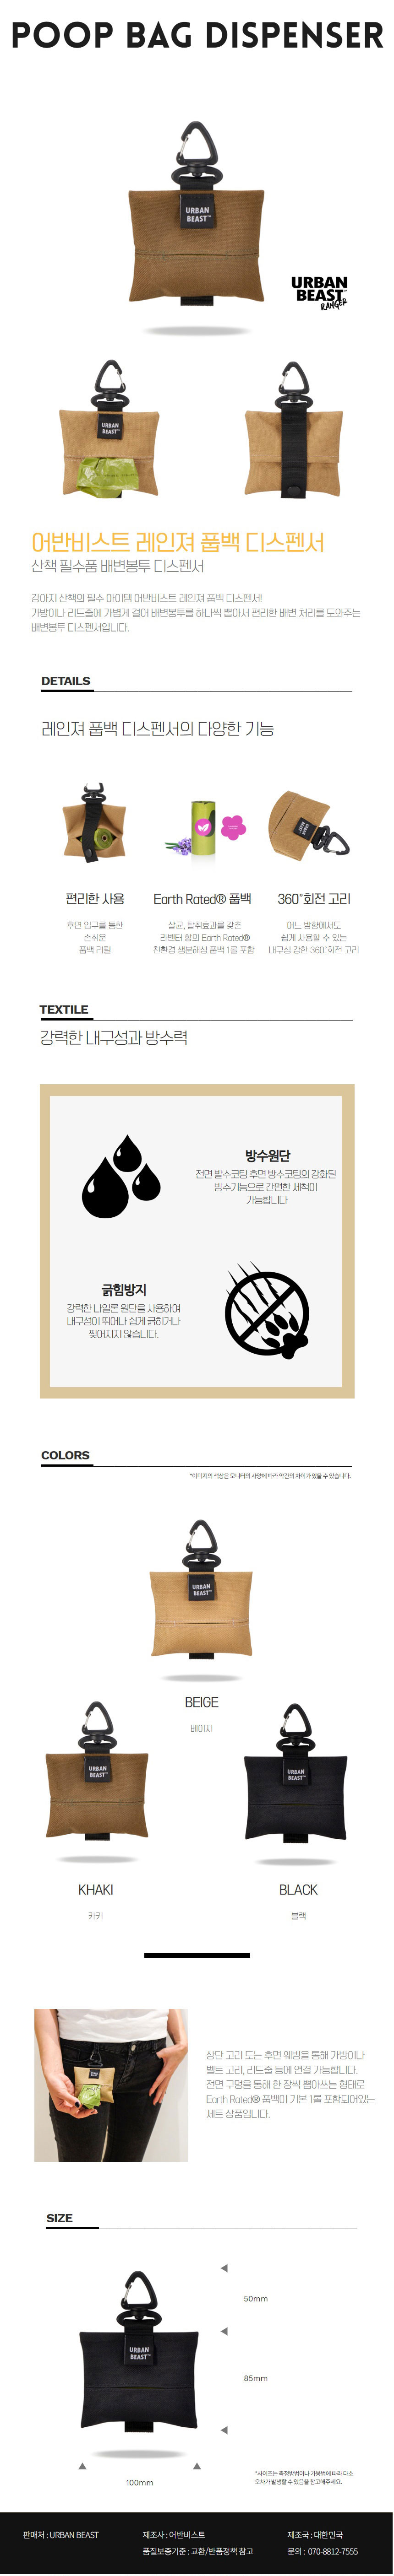 POOP BAG DISPENSER
URBAN
BEAST™
URBAN
BEAST
RANGER
URBAN
BEAST™
어반비스트 레인져 풉백 디스펜서
산책 필수품 배변봉투 디스펜서
강아지 산책의 필수 아이템 어반비스트 레인져 풉백 디스펜서!
가방이나 리드줄에 가볍게 걸어 배변봉투를 하나씩 뽑아서 편리한 배변 처리를 도와주는
배변봉투 디스펜서입니다.
DETAILS
레인져 풉백 디스펜서의 다양한 기능
편리한 사용
후면 입구를 통한
손쉬운
풉백 리필
Earth Rated® 풉백
살균, 탈취효과를 갖춘
라벤더 향의 Earth Rated®
친환경 생분해성 풉백 1롤 포함
360°회전 고리
어느 방향에서도
쉽게 사용할 수 있는
내구성 강한 360°회전 고리
TEXTILE
강력한 내구성과 방수력
방수원단
전면 발수코팅 후면 방수코팅의 강화된
방수기능으로 간편한 세척이
가능합니다
긁힘방지
강력한 나일론 원단을 사용하여
내구성이 뛰어나 쉽게 긁히거나
찢어지지 않습니다.
COLORS
*이미지의 색상은 모니터의 사양에 따라 약간의 차이가 있을 수 있습니다.
URBAN
BEAST™
BEIGE
베이지
URBAN
BEAST™
KHAKI
카키
URBAN
BEAST™
BLACK
블랙
상단 고리 또는 후면 웨빙을 통해 가방이나
벨트 고리, 리드줄 등에 연결 가능합니다.
전면 구멍을 통해 한 장씩 뽑아쓰는 형태로
Earth Rated® 풉백이 기본 1롤 포함되어있는
세트 상품입니다.
SIZE
URBAN
BEAST™
50mm
85mm
100mm
*사이즈는 측정방법이나 가봉법에 따라 다소
오차가 발생할 수 있음을 참고해주세요.
판매처 : URBAN BEAST
제조사 : 어반비스트
제조국 : 대한민국
품질보증기준 : 교환/반품정책 참고
문의 : 070-8812-7555